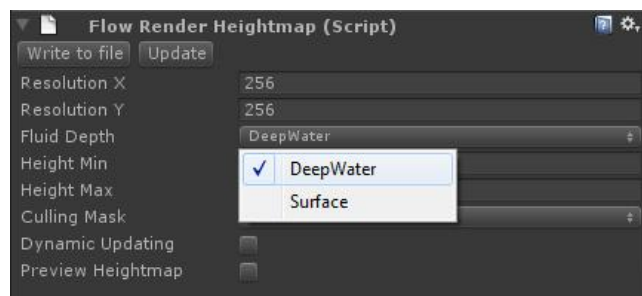 Flow Render Heightmap (Script)
Write to file Update
Resolution X 256
Resolution Y 256
Fluid Depth DeepWater
Height Min
DeepWater
Height Max
Surface
Culling Mask
Dynamic Updating
Preview Heightmap